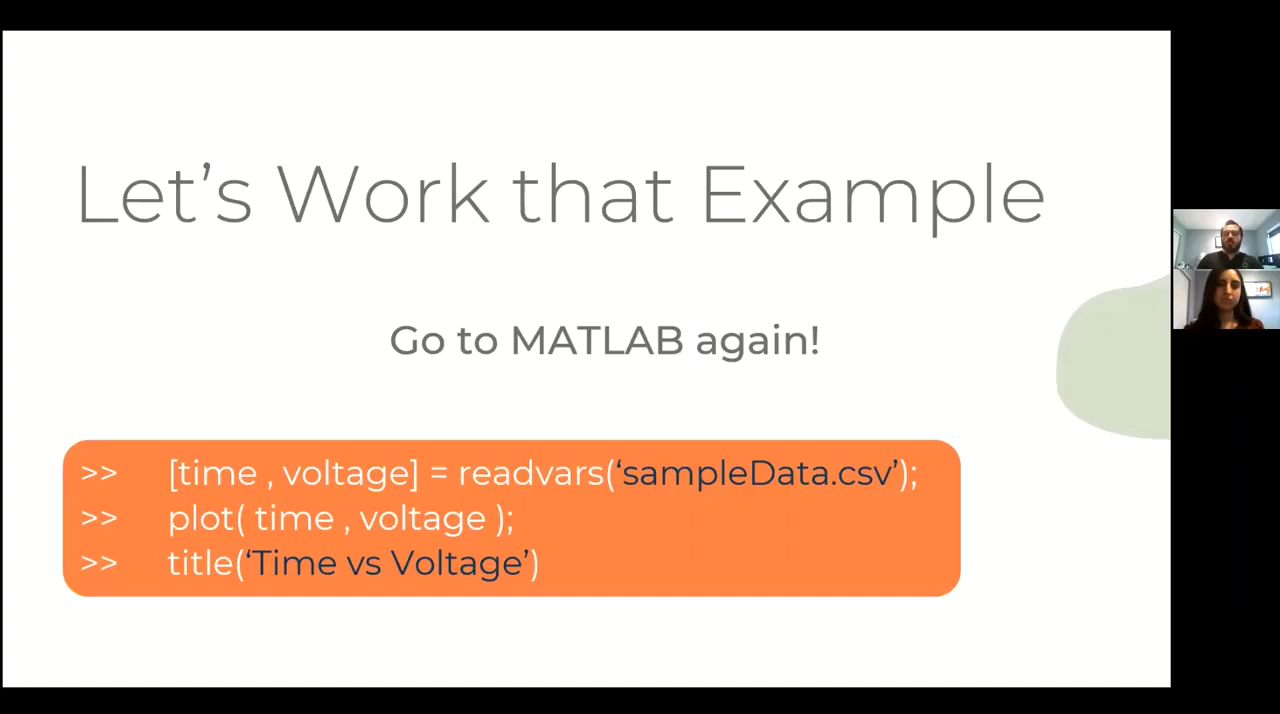 Let’s Work that Example
Go to MATLAB again!
>> [time , voltage] = readvars(‘sampleData.csv’);
>> plot( time , voltage );
>> title(‘Time vs Voltage’)